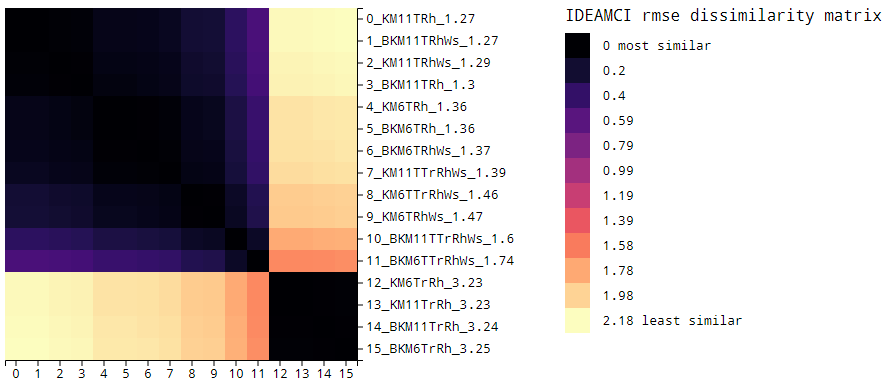 IDEAMCI rmse dissimilarity matrix
0_KM11TRh_1.27
1_BKM11TRhWs_1.27
2_KM11TRhWs_1.29
3_BKM11TRh_1.3
4_KM6TRh_1.36
5_BKM6TRh_1.36
6_BKM6TRhWs_1.37
7_KM11TTrRhWs_1.39
8_KM6TTrRhWs_1.46
9_KM6TRhWs_1.47
10_BKM11TTrRhWs_1.6
11_BKM6TTrRhWs_1.74
12_KM6TrRh_3.23
13_KM11TrRh_3.23
14_BKM11TrRh_3.24
15_BKM6TrRh_3.25
0 1 2 3 4 5 6 7 8 9 10 11 12 13 14 15
0 most similar
0.2
0.4
0.59
0.79
0.99
1.19
1.39
1.58
1.78
1.98
2.18 least similar